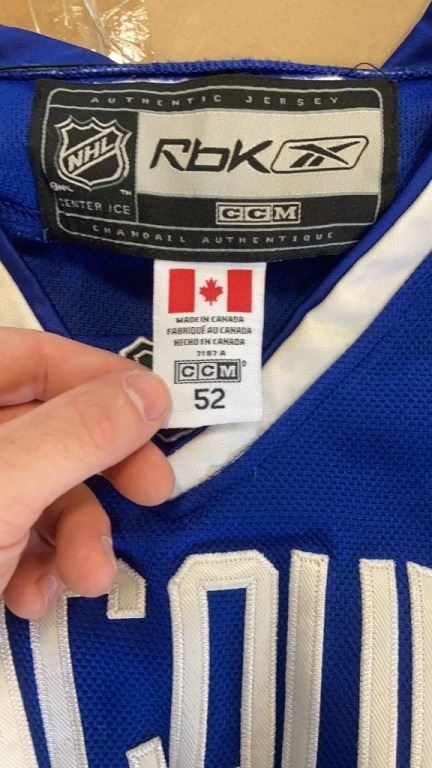 AUTHENTIC JERSEY
NHL
RbK
TM
CENTER ICE
CCM
CHANDAIL AUTHENTIQUE
MADE IN CANADA
FABRIQUÉ AU CANADA
HECHO EN CANADA
7187 A
CCM
52